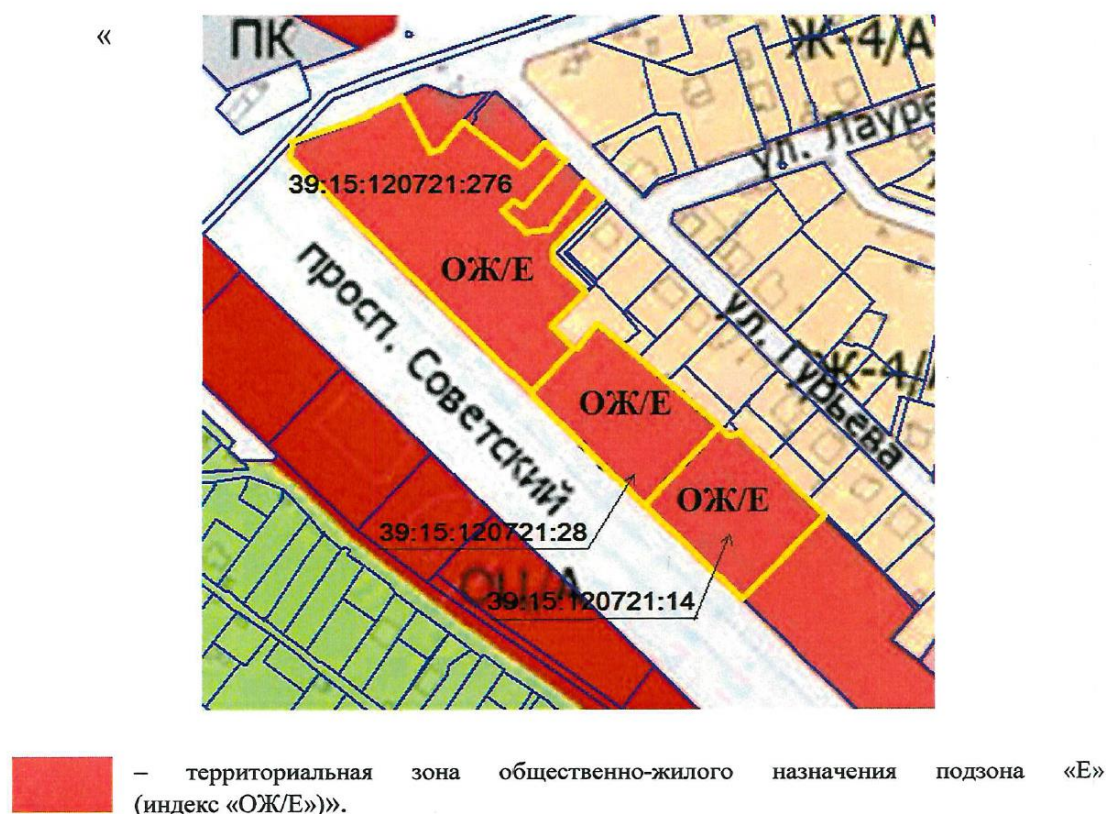 «
ПК
Ж-4/А
ул. Лауре
39:15:120721:276
ОЖ/Е
просп. Советский
ул. Гурьева
Ж-4/
ОЖ/Е
ОЖ/Е
39:15:120721:28
ОЦ/А
39:15:120721:14
– территориальная зона общественно-жилого назначения подзона «Е»
(индекс «ОЖ/Е»)».